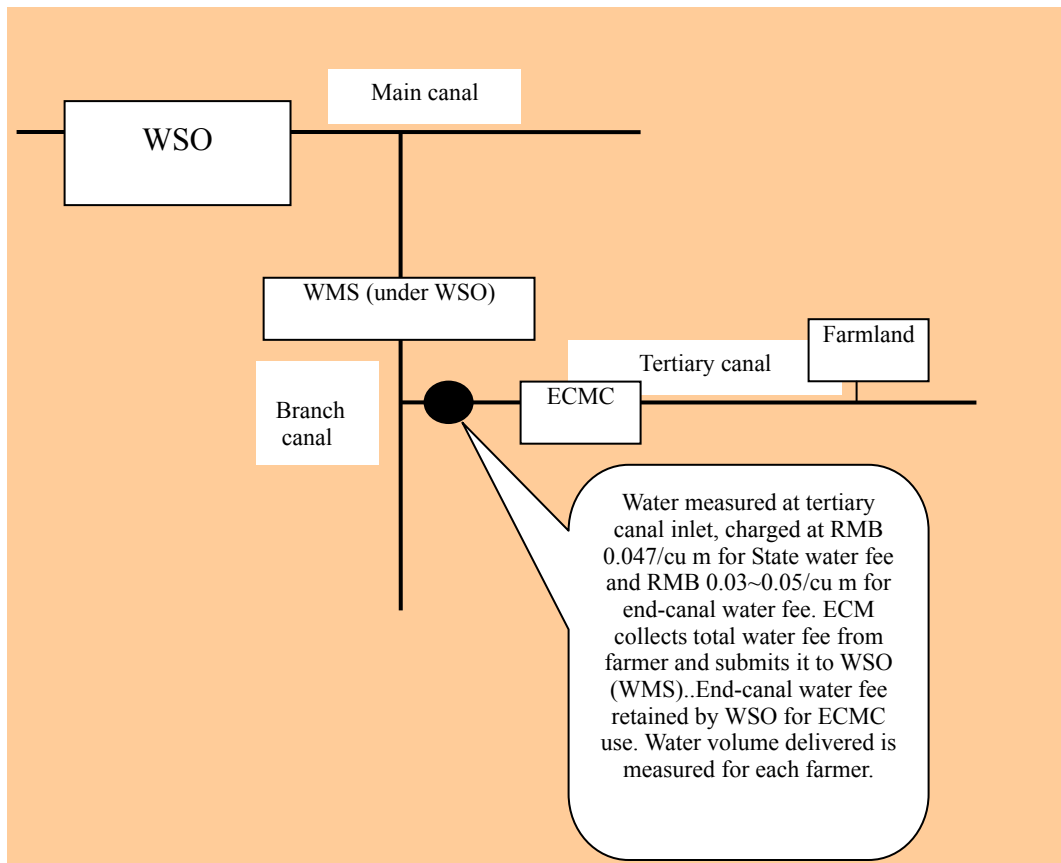 Main canal
WSO
WMS (under WSO)
Farmland
Tertiary canal
ECMC
Branch
canal
Water measured at tertiary
canal inlet, charged at RMB
0.047/cu m for State water fee
and RMB 0.03~0.05/cu m for
end-canal water fee. ECM
collects total water fee from
farmer and submits it to WSO
(WMS)..End-canal water fee
retained by WSO for ECMC
use. Water volume delivered is
measured for each farmer.